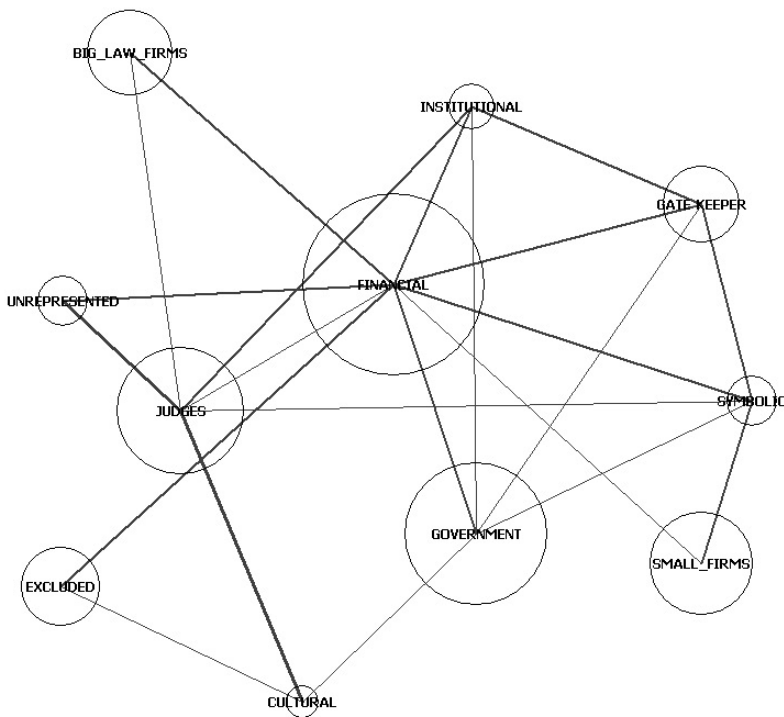 BIG_LAW_FIRMS
INSTITUTIONAL
GATE KEEPER
FINANCIAL
UNREPRESENTED
SYMBOLIC
JUDGES
GOVERNMENT
SMALL_FIRMS
EXCLUDED
CULTURAL